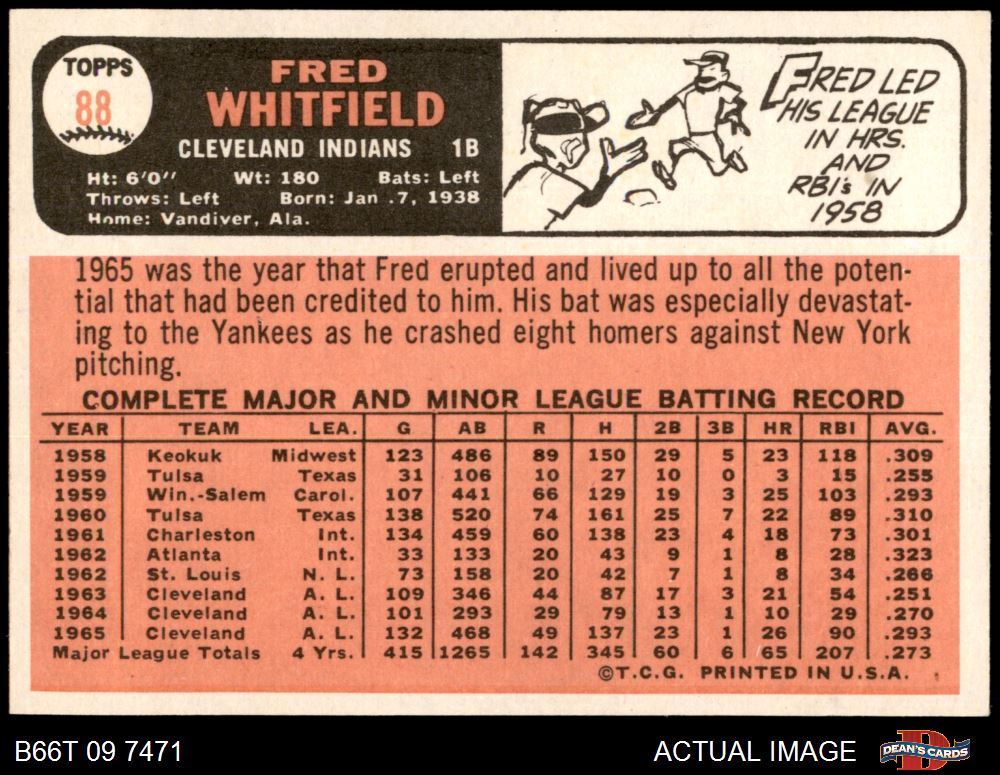 TOPPS
88
FRED
WHITFIELD
CLEVELAND INDIANS 1B
Ht: 6'0" Wt: 180 Bats: Left
Throws: Left Born: Jan .7, 1938
Home: Vandiver, Ala.
FRED LED
HIS LEAGUE
IN HRS.
AND
RBI's IN
1958
1965 was the year that Fred erupted and lived up to all the poten-
tial that had been credited to him. His bat was especially devastat-
ing to the Yankees as he crashed eight homers against New York
pitching.
COMPLETE MAJOR AND MINOR LEAGUE BATTING RECORD
YEAR TEAM LEA. G AB R H 2B 3B HR RBI AVG.
1958 Keokuk Midwest 123 486 89 150 29 5 23 118 .309
1959 Tulsa Texas 31 106 10 27 10 0 3 15 .255
1959 Win.-Salem Carol. 107 441 66 129 19 3 25 103 .293
1960 Tulsa Texas 138 520 74 161 25 7 22 89 .310
1961 Charleston Int. 134 459 60 138 23 4 18 73 .301
1962 Atlanta Int. 33 133 20 43 9 1 8 28 .323
1962 St. Louis N. L. 73 158 20 42 7 1 8 34 .266
1963 Cleveland A. L. 109 346 44 87 17 3 21 54 .251
1964 Cleveland A. L. 101 293 29 79 13 1 10 29 .270
1965 Cleveland A. L. 132 468 49 137 23 1 26 90 .293
Major League Totals 4 Yrs. 415 1265 142 345 60 6 65 207 .273
©T.C.G. PRINTED IN U.S.A.
B66T 09 7471
ACTUAL IMAGE
DEAN'S CARDS